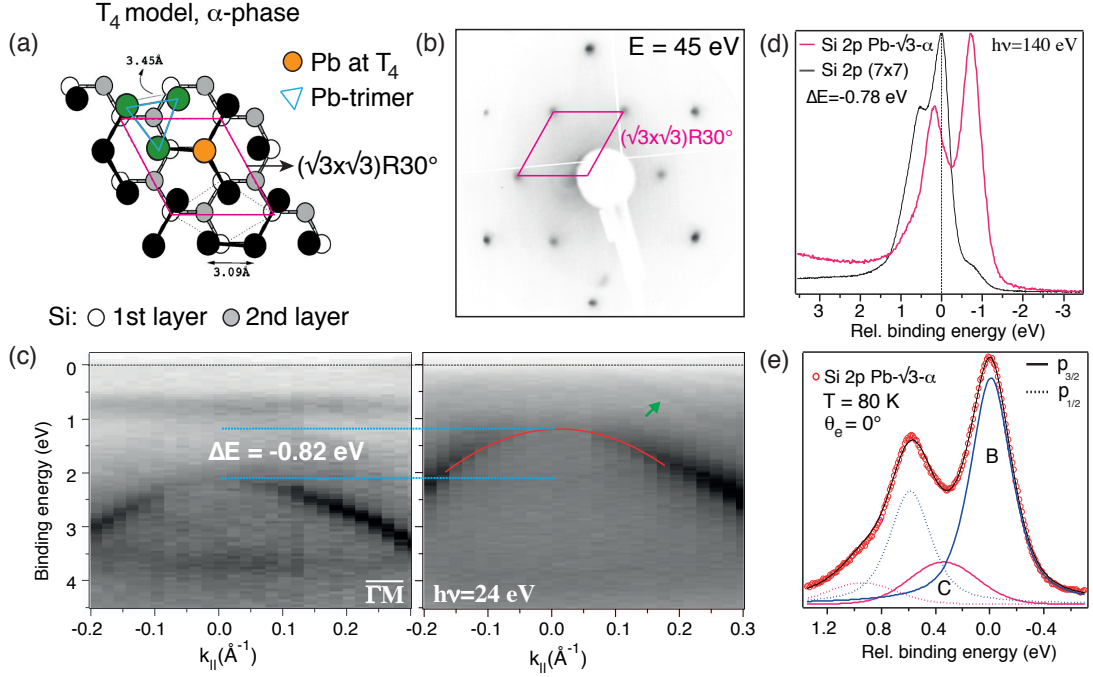 T₄ model, α-phase
(a)
3.45Å
Pb at T₄
Pb-trimer
(√3x√3)R30°
3.09Å
Si: 1st layer 2nd layer
(b)
E = 45 eV
(√3x√3)R30°
(c)
Binding energy (eV)
0
1
2
3
4
ΔE = -0.82 eV
ΓM
-0.2 -0.1 0.0 0.1 0.2
k||(Å⁻¹)
hν=24 eV
-0.2 -0.1 0.0 0.1 0.2 0.3
k||(Å⁻¹)
(d)
Si 2p Pb-√3-α
hν=140 eV
Si 2p (7x7)
ΔE=-0.78 eV
3 2 1 0 -1 -2 -3
Rel. binding energy (eV)
(e)
Si 2p Pb-√3-α
T = 80 K
θe= 0°
p3/2
p1/2
B
C
1.2 0.8 0.4 0.0 -0.4
Rel. binding energy (eV)